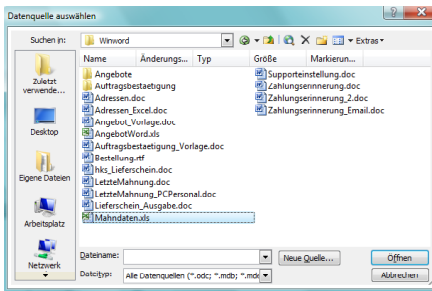 Datenquelle auswählen
Suchen in: Winword Extras
Name Änderungs... Typ Größe Markierun...
Zuletzt verwende...
Desktop
Eigene Dateien
Arbeitsplatz
Netzwerk
Angebote
Auftragsbestaetigung
Adressen.doc
Adressen_Excel.doc
Angebot_Vorlage.doc
AngebotWord.xls
Auftragsbestaetigung_Vorlage.doc
Bestellung.rtf
hks_Lieferschein.doc
LetzteMahnung.doc
LetzteMahnung_PCPersonal.doc
Lieferschein_Ausgabe.doc
Mahndaten.xls
Supporteinstellung.doc
Zahlungserinnerung.doc
Zahlungserinnerung_2.doc
Zahlungserinnerung_Email.doc
Dateiname: Neue Quelle... Öffnen
Dateityp: Alle Datenquellen (*.odc; *.mdb; *.mde Abbrechen